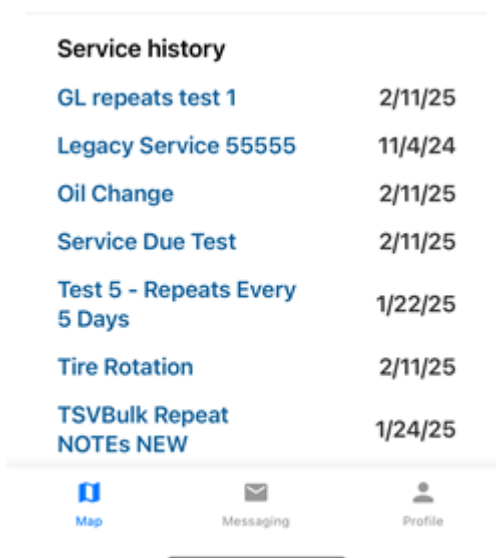 Service history
GL repeats test 1 2/11/25
Legacy Service 55555 11/4/24
Oil Change 2/11/25
Service Due Test 2/11/25
Test 5 - Repeats Every
5 Days 1/22/25
Tire Rotation 2/11/25
TSVBulk Repeat
NOTEs NEW 1/24/25
Map Messaging Profile